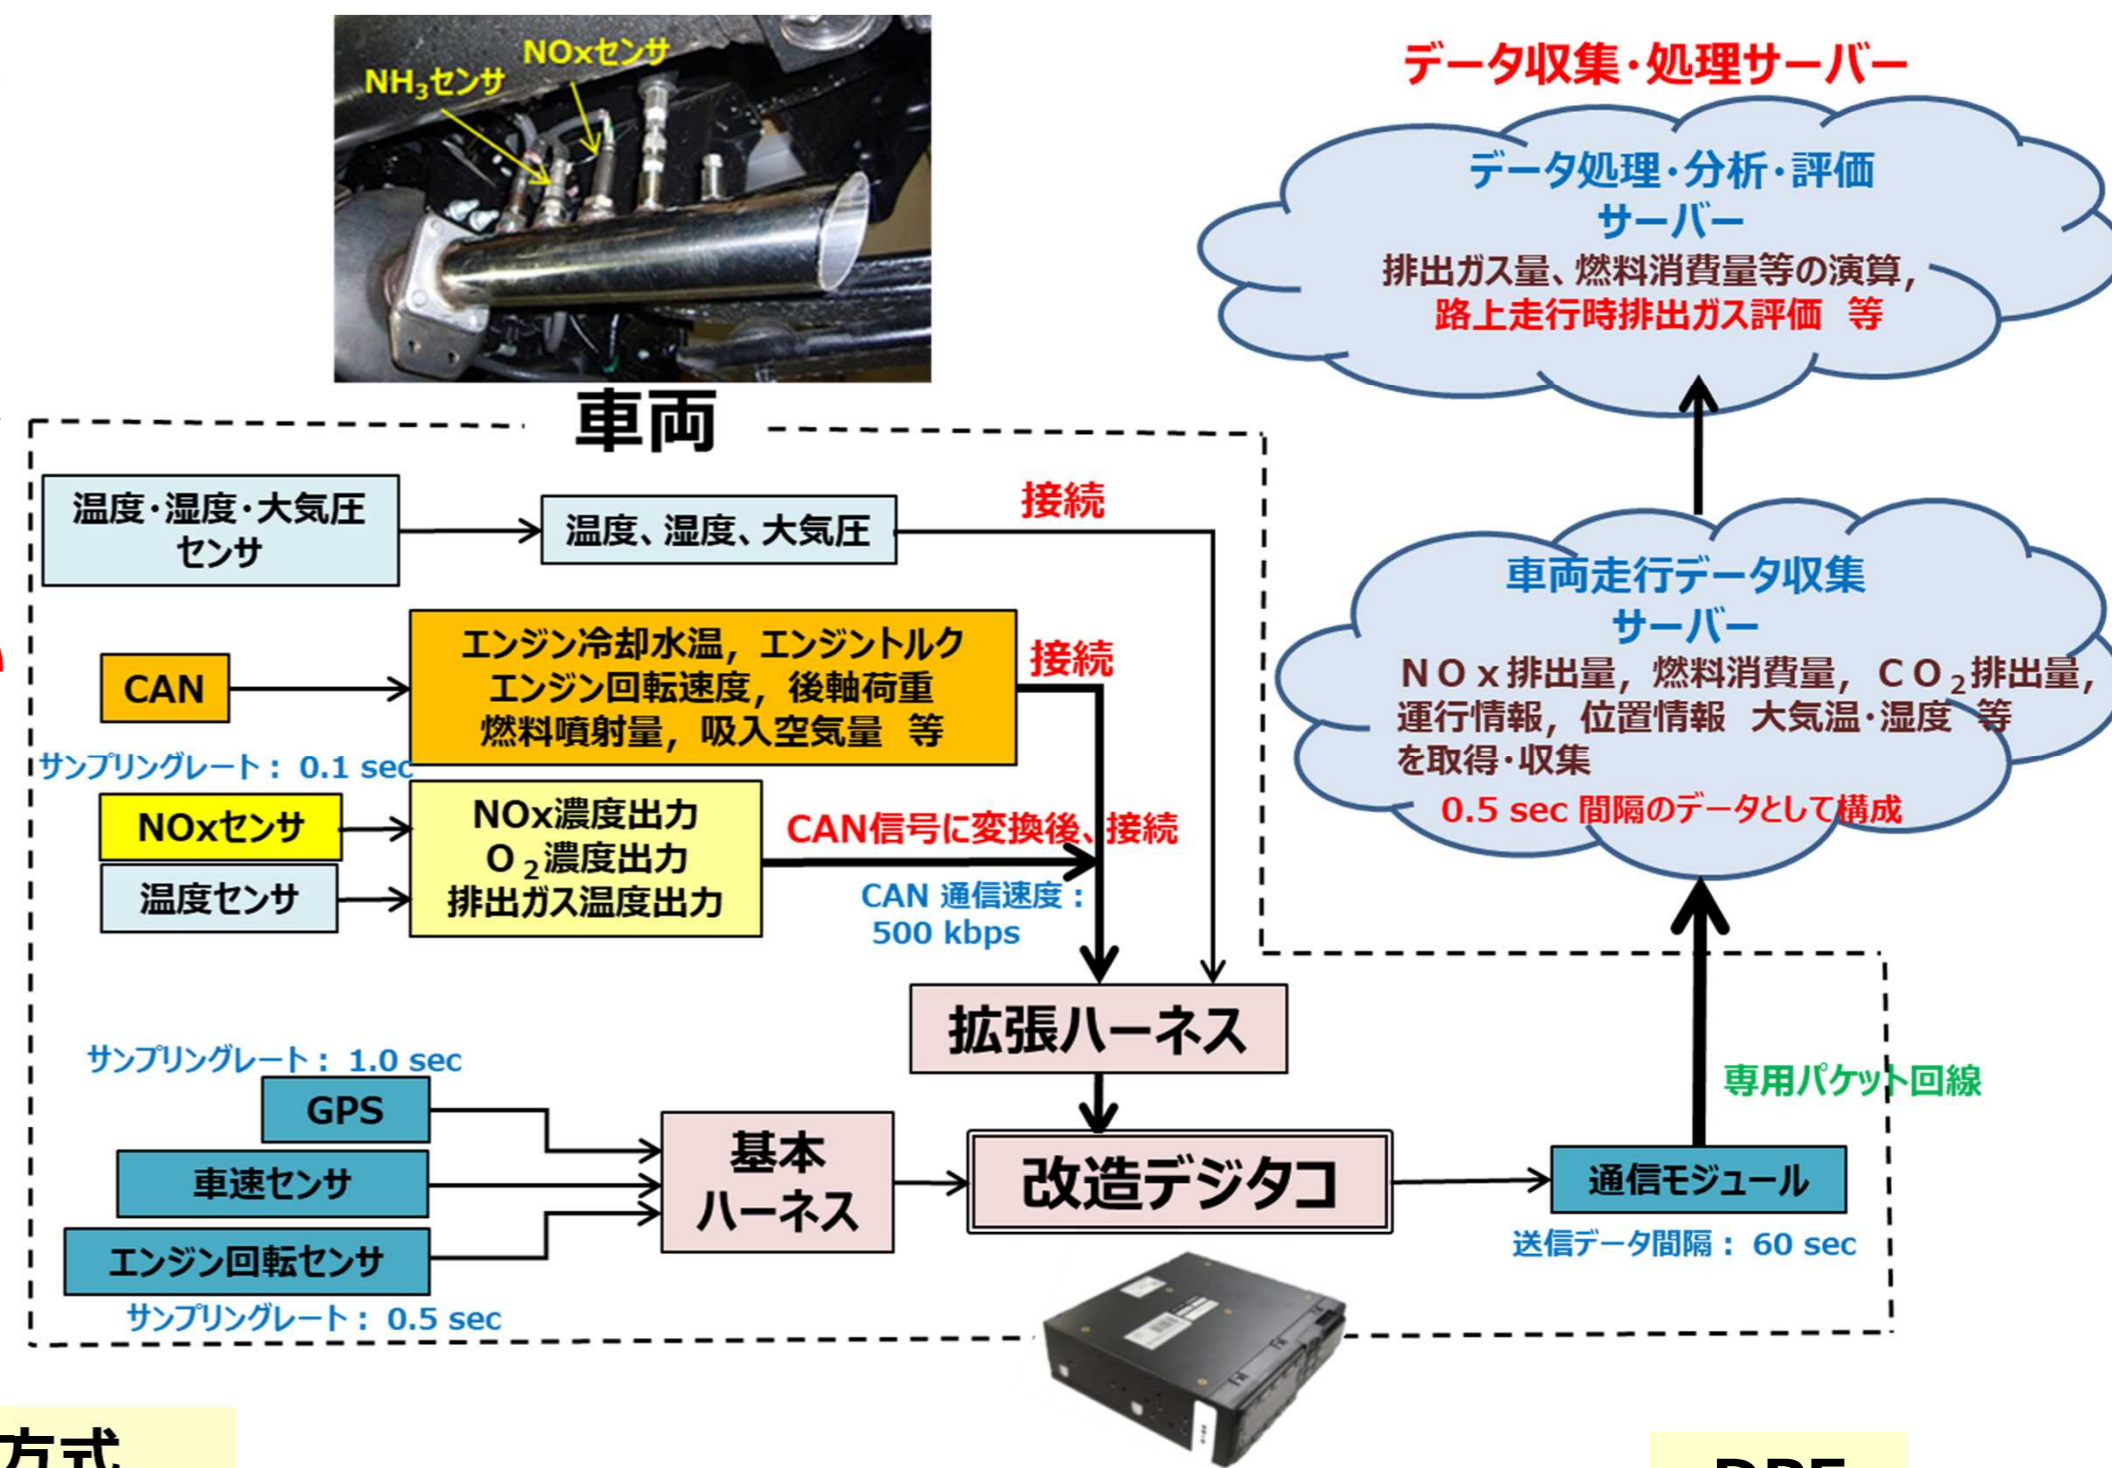 NOxセンサ
NH₃センサ
データ収集・処理サーバー
データ処理・分析・評価
サーバー
排出ガス量、燃料消費量等の演算,
路上走行時排出ガス評価 等
車両
温度・湿度・大気圧
センサ
温度、湿度、大気圧
接続
CAN
エンジン冷却水温, エンジントルク
エンジン回転速度, 後軸荷重
燃料噴射量, 吸入空気量 等
接続
サンプリングレート: 0.1 sec
NOxセンサ
温度センサ
NOx濃度出力
O₂濃度出力
排出ガス温度出力
CAN信号に変換後、接続
CAN 通信速度:
500 kbps
車両走行データ収集
サーバー
NOx排出量, 燃料消費量, CO₂排出量,
運行情報, 位置情報 大気温・湿度 等
を取得・収集
0.5 sec 間隔のデータとして構成
拡張ハーネス
サンプリングレート: 1.0 sec
GPS
車速センサ
エンジン回転センサ
サンプリングレート: 0.5 sec
基本
ハーネス
改造デジタコ
通信モジュール
専用パケット回線
送信データ間隔: 60 sec
方式